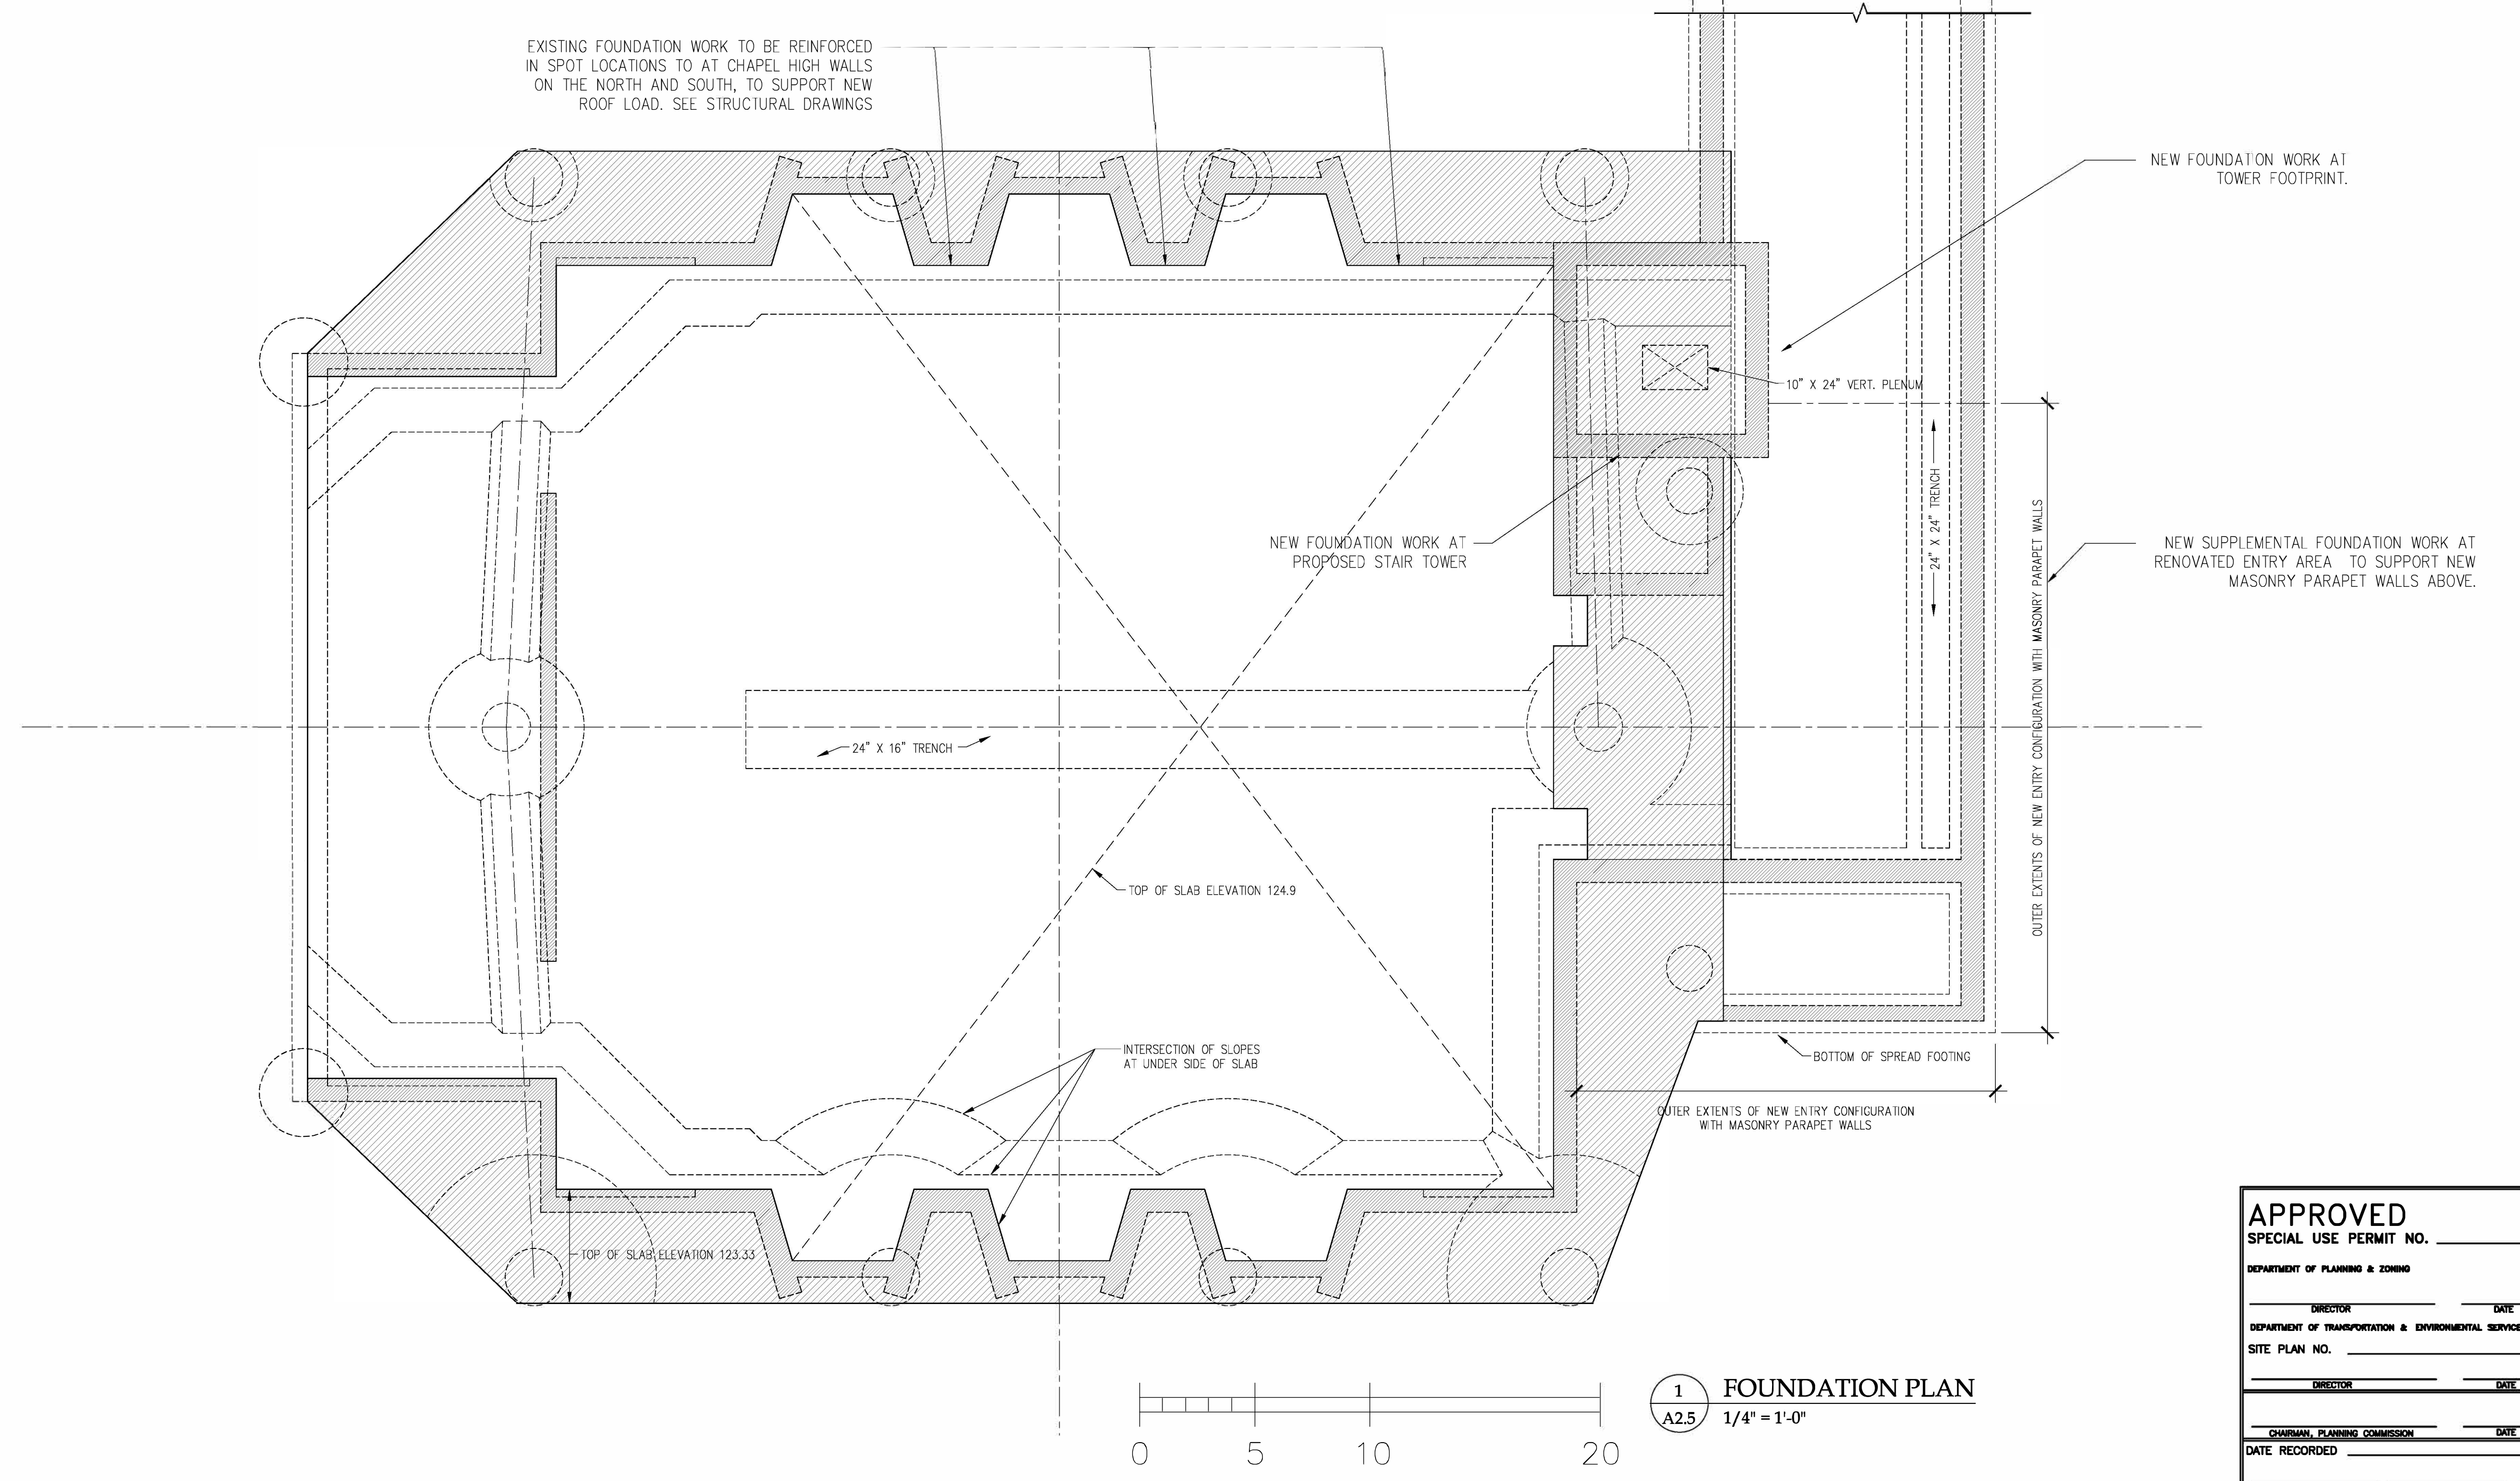 EXISTING FOUNDATION WORK TO BE REINFORCED
IN SPOT LOCATIONS TO AT CHAPEL HIGH WALLS
ON THE NORTH AND SOUTH, TO SUPPORT NEW
ROOF LOAD. SEE STRUCTURAL DRAWINGS
NEW FOUNDATION WORK AT
TOWER FOOTPRINT.
10" X 24" VERT. PLENUM
24" X 24" TRENCH
OUTER EXTENTS OF NEW ENTRY CONFIGURATION WITH MASONRY PARAPET WALLS
NEW FOUNDATION WORK AT
PROPOSED STAIR TOWER
NEW SUPPLEMENTAL FOUNDATION WORK AT
RENOVATED ENTRY AREA TO SUPPORT NEW
MASONRY PARAPET WALLS ABOVE.
24" X 16" TRENCH
TOP OF SLAB ELEVATION 124.9
INTERSECTION OF SLOPES
AT UNDER SIDE OF SLAB
BOTTOM OF SPREAD FOOTING
OUTER EXTENTS OF NEW ENTRY CONFIGURATION
WITH MASONRY PARAPET WALLS
TOP OF SLAB ELEVATION 123.33
0 5 10 20
1
A2.5
FOUNDATION PLAN
1/4" = 1'-0"
APPROVED
SPECIAL USE PERMIT NO.
DEPARTMENT OF PLANNING & ZONING
DIRECTOR DATE
DEPARTMENT OF TRANSPORTATION & ENVIRONMENTAL SERVICE
SITE PLAN NO.
DIRECTOR DATE
CHAIRMAN, PLANNING COMMISSION DATE
DATE RECORDED